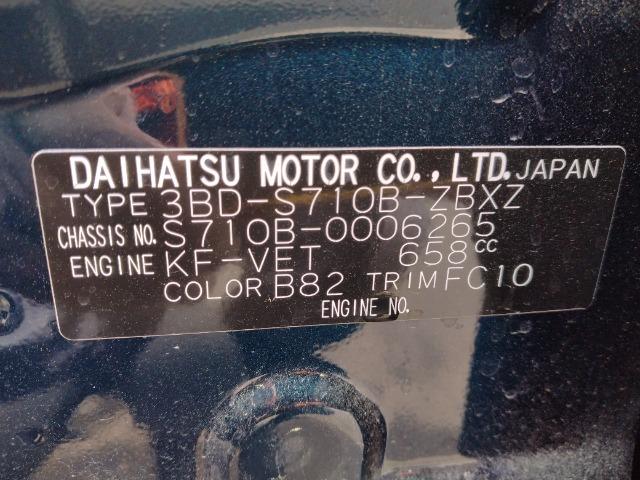 DAIHATSU MOTOR CO.,LTD. JAPAN
TYPE 3BD-S710B-ZBXZ
CHASSIS NO. S710B-0006265
ENGINE KF-VET 658cc
COLOR B82 TRIM FC10
ENGINE NO.